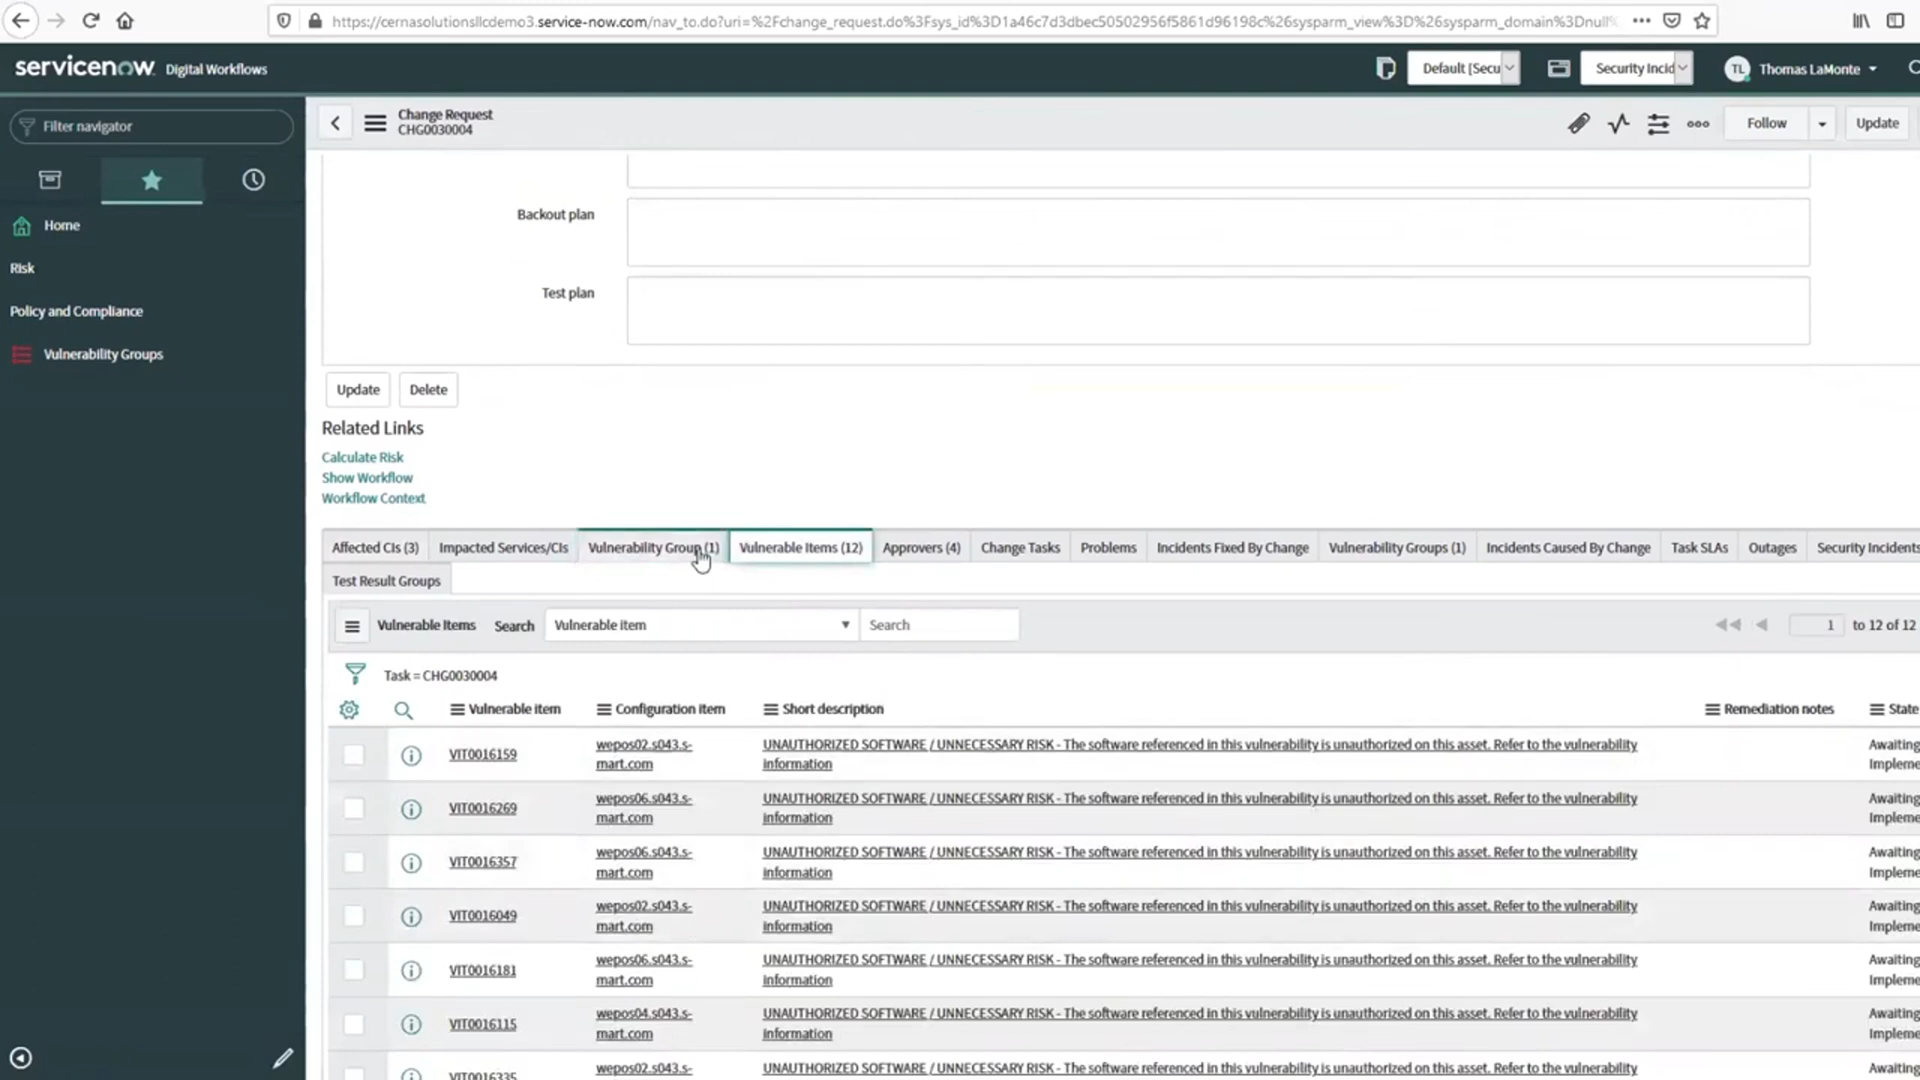 https://cernasolutionsllcdemo3.service-now.com/nav_to.do?uri=%2Fchange_request.do%3Fsys_id%3D1a46c7d3dbec50502956f5861d96198c%26sysparm_view%3D%26sysparm_domain%3Dnull%
servicenow Digital Workflows
Default [Secu
Security Incid
TL Thomas LaMonte
Filter navigator
Change Request
CHG0030004
Follow
Update
Home
Risk
Policy and Compliance
Vulnerability Groups
Backout plan
Test plan
Update Delete
Related Links
Calculate Risk
Show Workflow
Workflow Context
Affected CIs (3) Impacted Services/CIs Vulnerability Group (1) Vulnerable Items (12) Approvers (4) Change Tasks Problems Incidents Fixed By Change Vulnerability Groups (1) Incidents Caused By Change Task SLAs Outages Security Incidents
Test Result Groups
Vulnerable Items Search Vulnerable item Search 1 to 12 of 12
Task = CHG0030004
Vulnerable item Configuration item Short description Remediation notes State
VIT0016159 wepos02.s043.s- UNAUTHORIZED SOFTWARE / UNNECESSARY RISK - The software referenced in this vulnerability is unauthorized on this asset. Refer to the vulnerability Awaiting
mart.com information Impleme
VIT0016269 wepos06.s043.s- UNAUTHORIZED SOFTWARE / UNNECESSARY RISK - The software referenced in this vulnerability is unauthorized on this asset. Refer to the vulnerability Awaiting
mart.com information Impleme
VIT0016357 wepos06.s043.s- UNAUTHORIZED SOFTWARE / UNNECESSARY RISK - The software referenced in this vulnerability is unauthorized on this asset. Refer to the vulnerability Awaiting
mart.com information Impleme
VIT0016049 wepos02.s043.s- UNAUTHORIZED SOFTWARE / UNNECESSARY RISK - The software referenced in this vulnerability is unauthorized on this asset. Refer to the vulnerability Awaiting
mart.com information Impleme
VIT0016181 wepos06.s043.s- UNAUTHORIZED SOFTWARE / UNNECESSARY RISK - The software referenced in this vulnerability is unauthorized on this asset. Refer to the vulnerability Awaiting
mart.com information Impleme
VIT0016115 wepos04.s043.s- UNAUTHORIZED SOFTWARE / UNNECESSARY RISK - The software referenced in this vulnerability is unauthorized on this asset. Refer to the vulnerability Awaiting
mart.com information Impleme
VIT0016335 wepos02.s043.s- UNAUTHORIZED SOFTWARE / UNNECESSARY RISK - The software referenced in this vulnerability is unauthorized on this asset. Refer to the vulnerability Awaiting